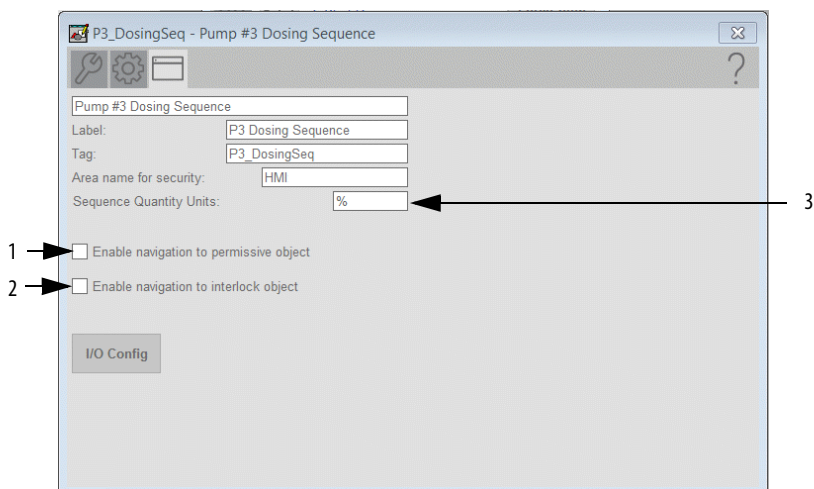 P3_DosingSeq - Pump #3 Dosing Sequence
?
Pump #3 Dosing Sequence
Label: P3 Dosing Sequence
Tag: P3_DosingSeq
Area name for security: HMI
Sequence Quantity Units: %
3
1
Enable navigation to permissive object
2
Enable navigation to interlock object
I/O Config